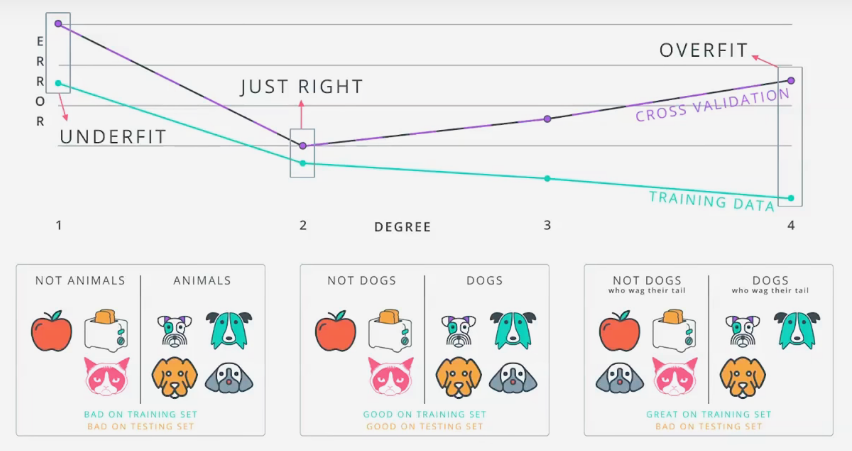 ERROR
OVERFIT
JUST RIGHT
CROSS VALIDATION
UNDERFIT
TRAINING DATA
1 2 DEGREE 3 4
NOT ANIMALS ANIMALS
BAD ON TRAINING SET
BAD ON TESTING SET
NOT DOGS DOGS
GOOD ON TRAINING SET
GOOD ON TESTING SET
NOT DOGS DOGS
who wag their tail who wag their tail
GREAT ON TRAINING SET
BAD ON TESTING SET